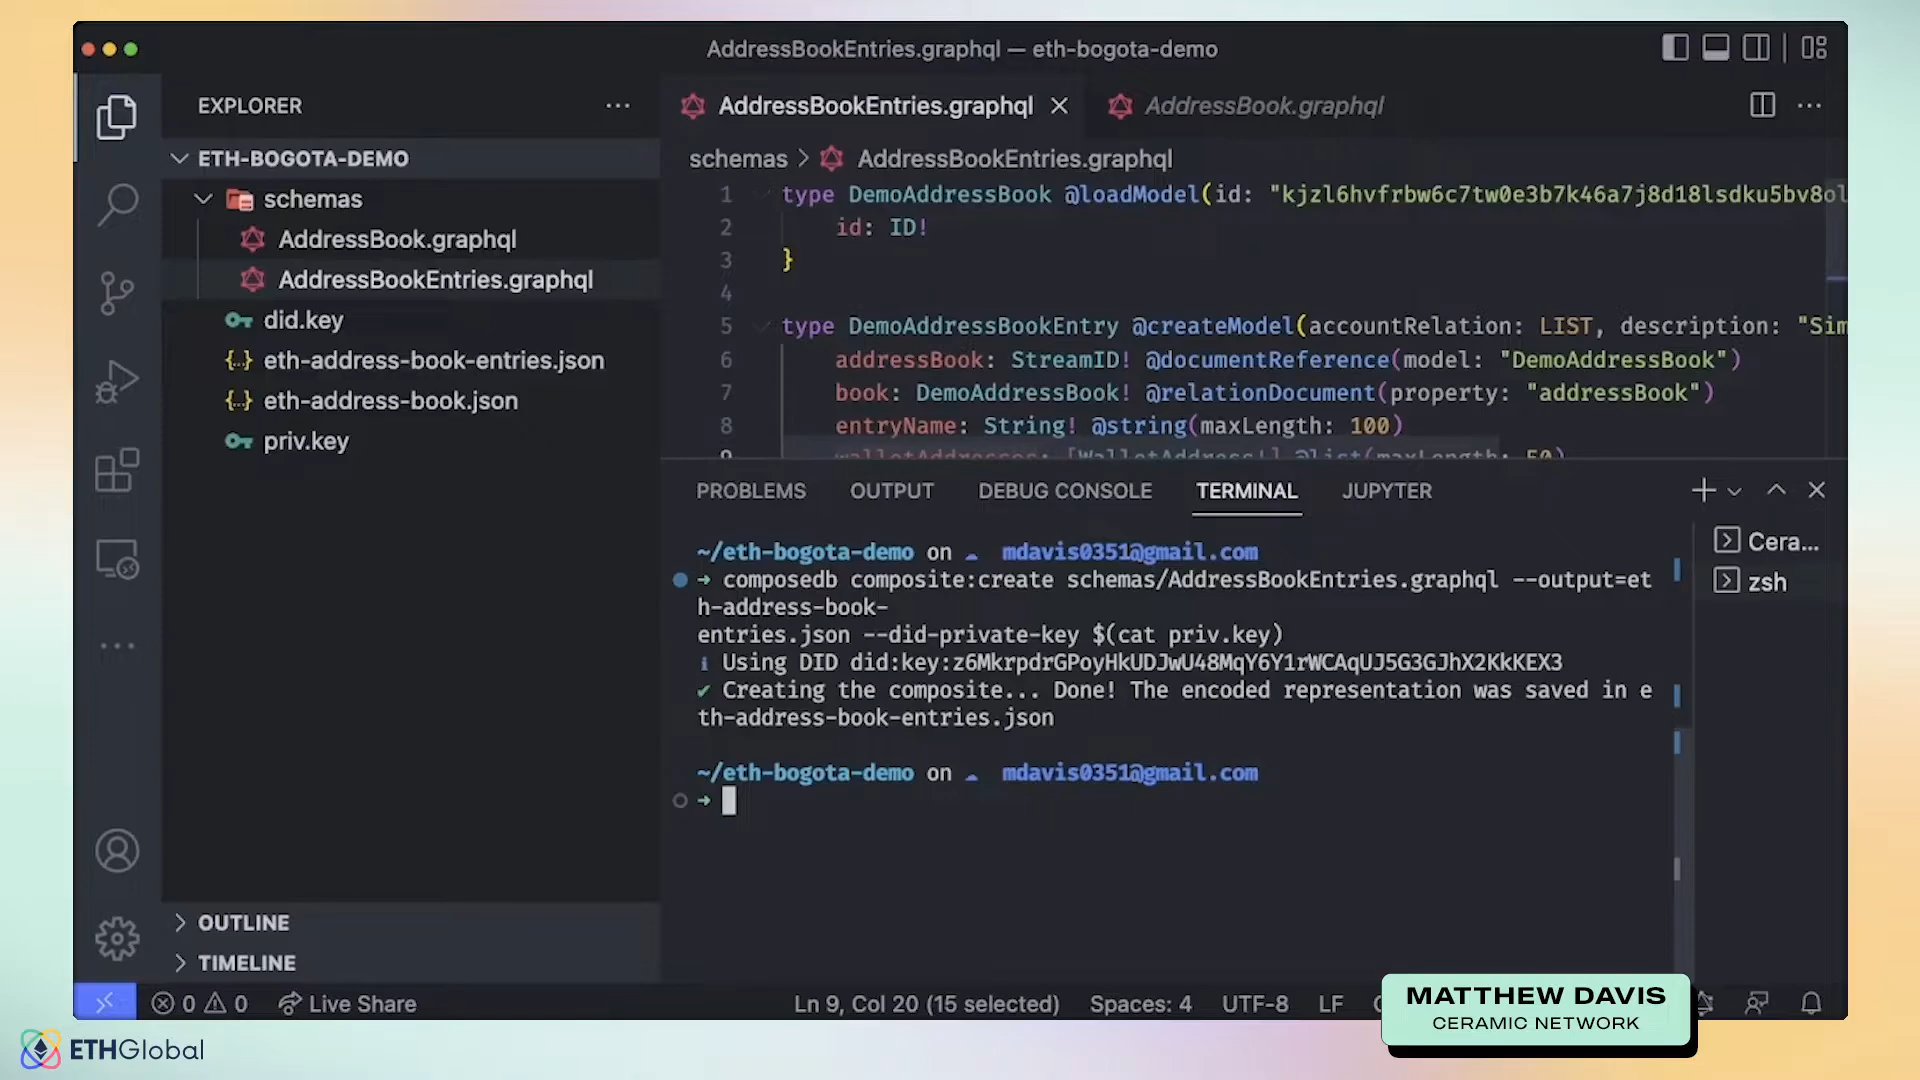 AddressBookEntries.graphql — eth-bogota-demo
EXPLORER
ETH-BOGOTA-DEMO
schemas
AddressBook.graphql
AddressBookEntries.graphql
did.key
eth-address-book-entries.json
eth-address-book.json
priv.key
OUTLINE
TIMELINE
AddressBookEntries.graphql
AddressBook.graphql
schemas > AddressBookEntries.graphql
1 type DemoAddressBook @loadModel(id: "kjzl6hvfrbw6c7tw0e3b7k46a7j8d18lsdku5bv8ol
2 id: ID!
3 }
4
5 type DemoAddressBookEntry @createModel(accountRelation: LIST, description: "Sim
6 addressBook: StreamID! @documentReference(model: "DemoAddressBook")
7 book: DemoAddressBook! @relationDocument(property: "addressBook")
8 entryName: String! @string(maxLength: 100)
9 walletAddresses: [WalletAddress!] @list(maxLength: 50)
PROBLEMS OUTPUT DEBUG CONSOLE TERMINAL JUPYTER
~/eth-bogota-demo on mdavis0351@gmail.com
➜ composedb composite:create schemas/AddressBookEntries.graphql --output=et
h-address-book-
entries.json --did-private-key $(cat priv.key)
ℹ Using DID did:key:z6MkrpdrGPoyHkUDJwU48MqY6Y1rWCAqUJ5G3GJhX2KkKEX3
✔ Creating the composite... Done! The encoded representation was saved in e
th-address-book-entries.json
~/eth-bogota-demo on mdavis0351@gmail.com
➜
Cera...
zsh
0 0 Live Share
Ln 9, Col 20 (15 selected) Spaces: 4 UTF-8 LF
MATTHEW DAVIS
CERAMIC NETWORK
ETHGlobal